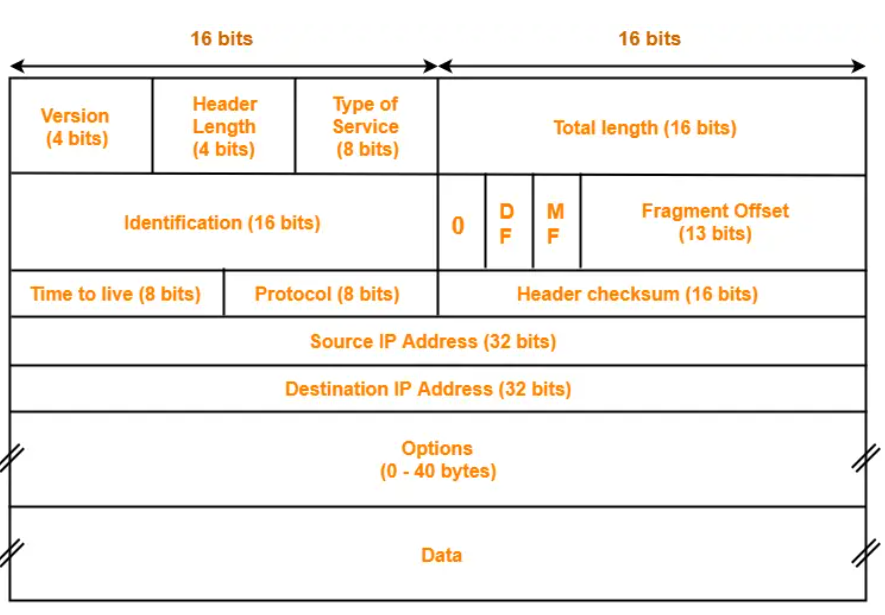 16 bits
16 bits
Version
(4 bits)
Header
Length
(4 bits)
Type of
Service
(8 bits)
Total length (16 bits)
Identification (16 bits)
0
D
F
M
F
Fragment Offset
(13 bits)
Time to live (8 bits)
Protocol (8 bits)
Header checksum (16 bits)
Source IP Address (32 bits)
Destination IP Address (32 bits)
Options
(0 - 40 bytes)
Data